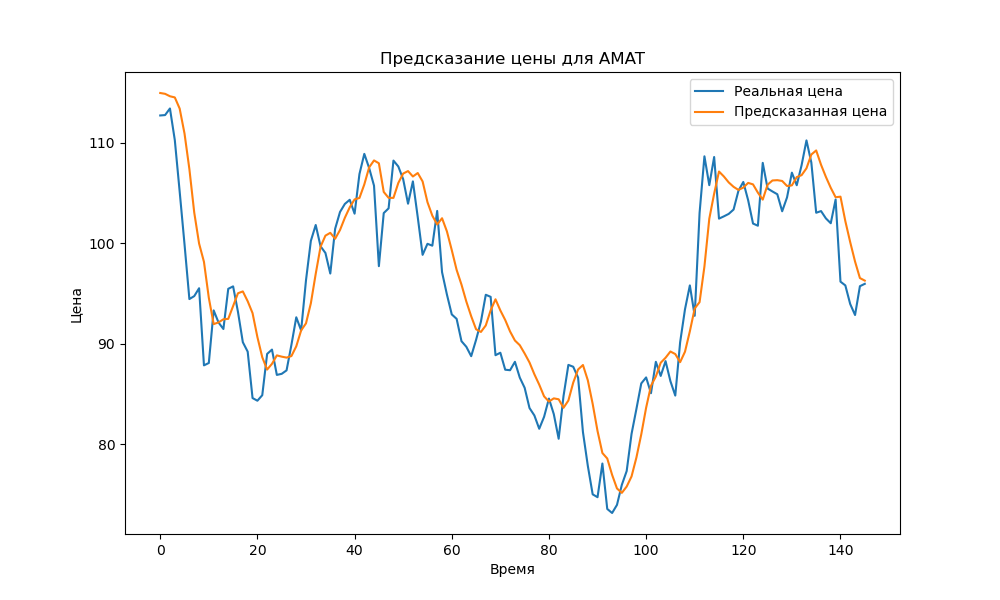 Предсказание цены для AMAT
Реальная цена
Предсказанная цена
110
100
90
80
Цена
0 20 40 60 80 100 120 140
Время